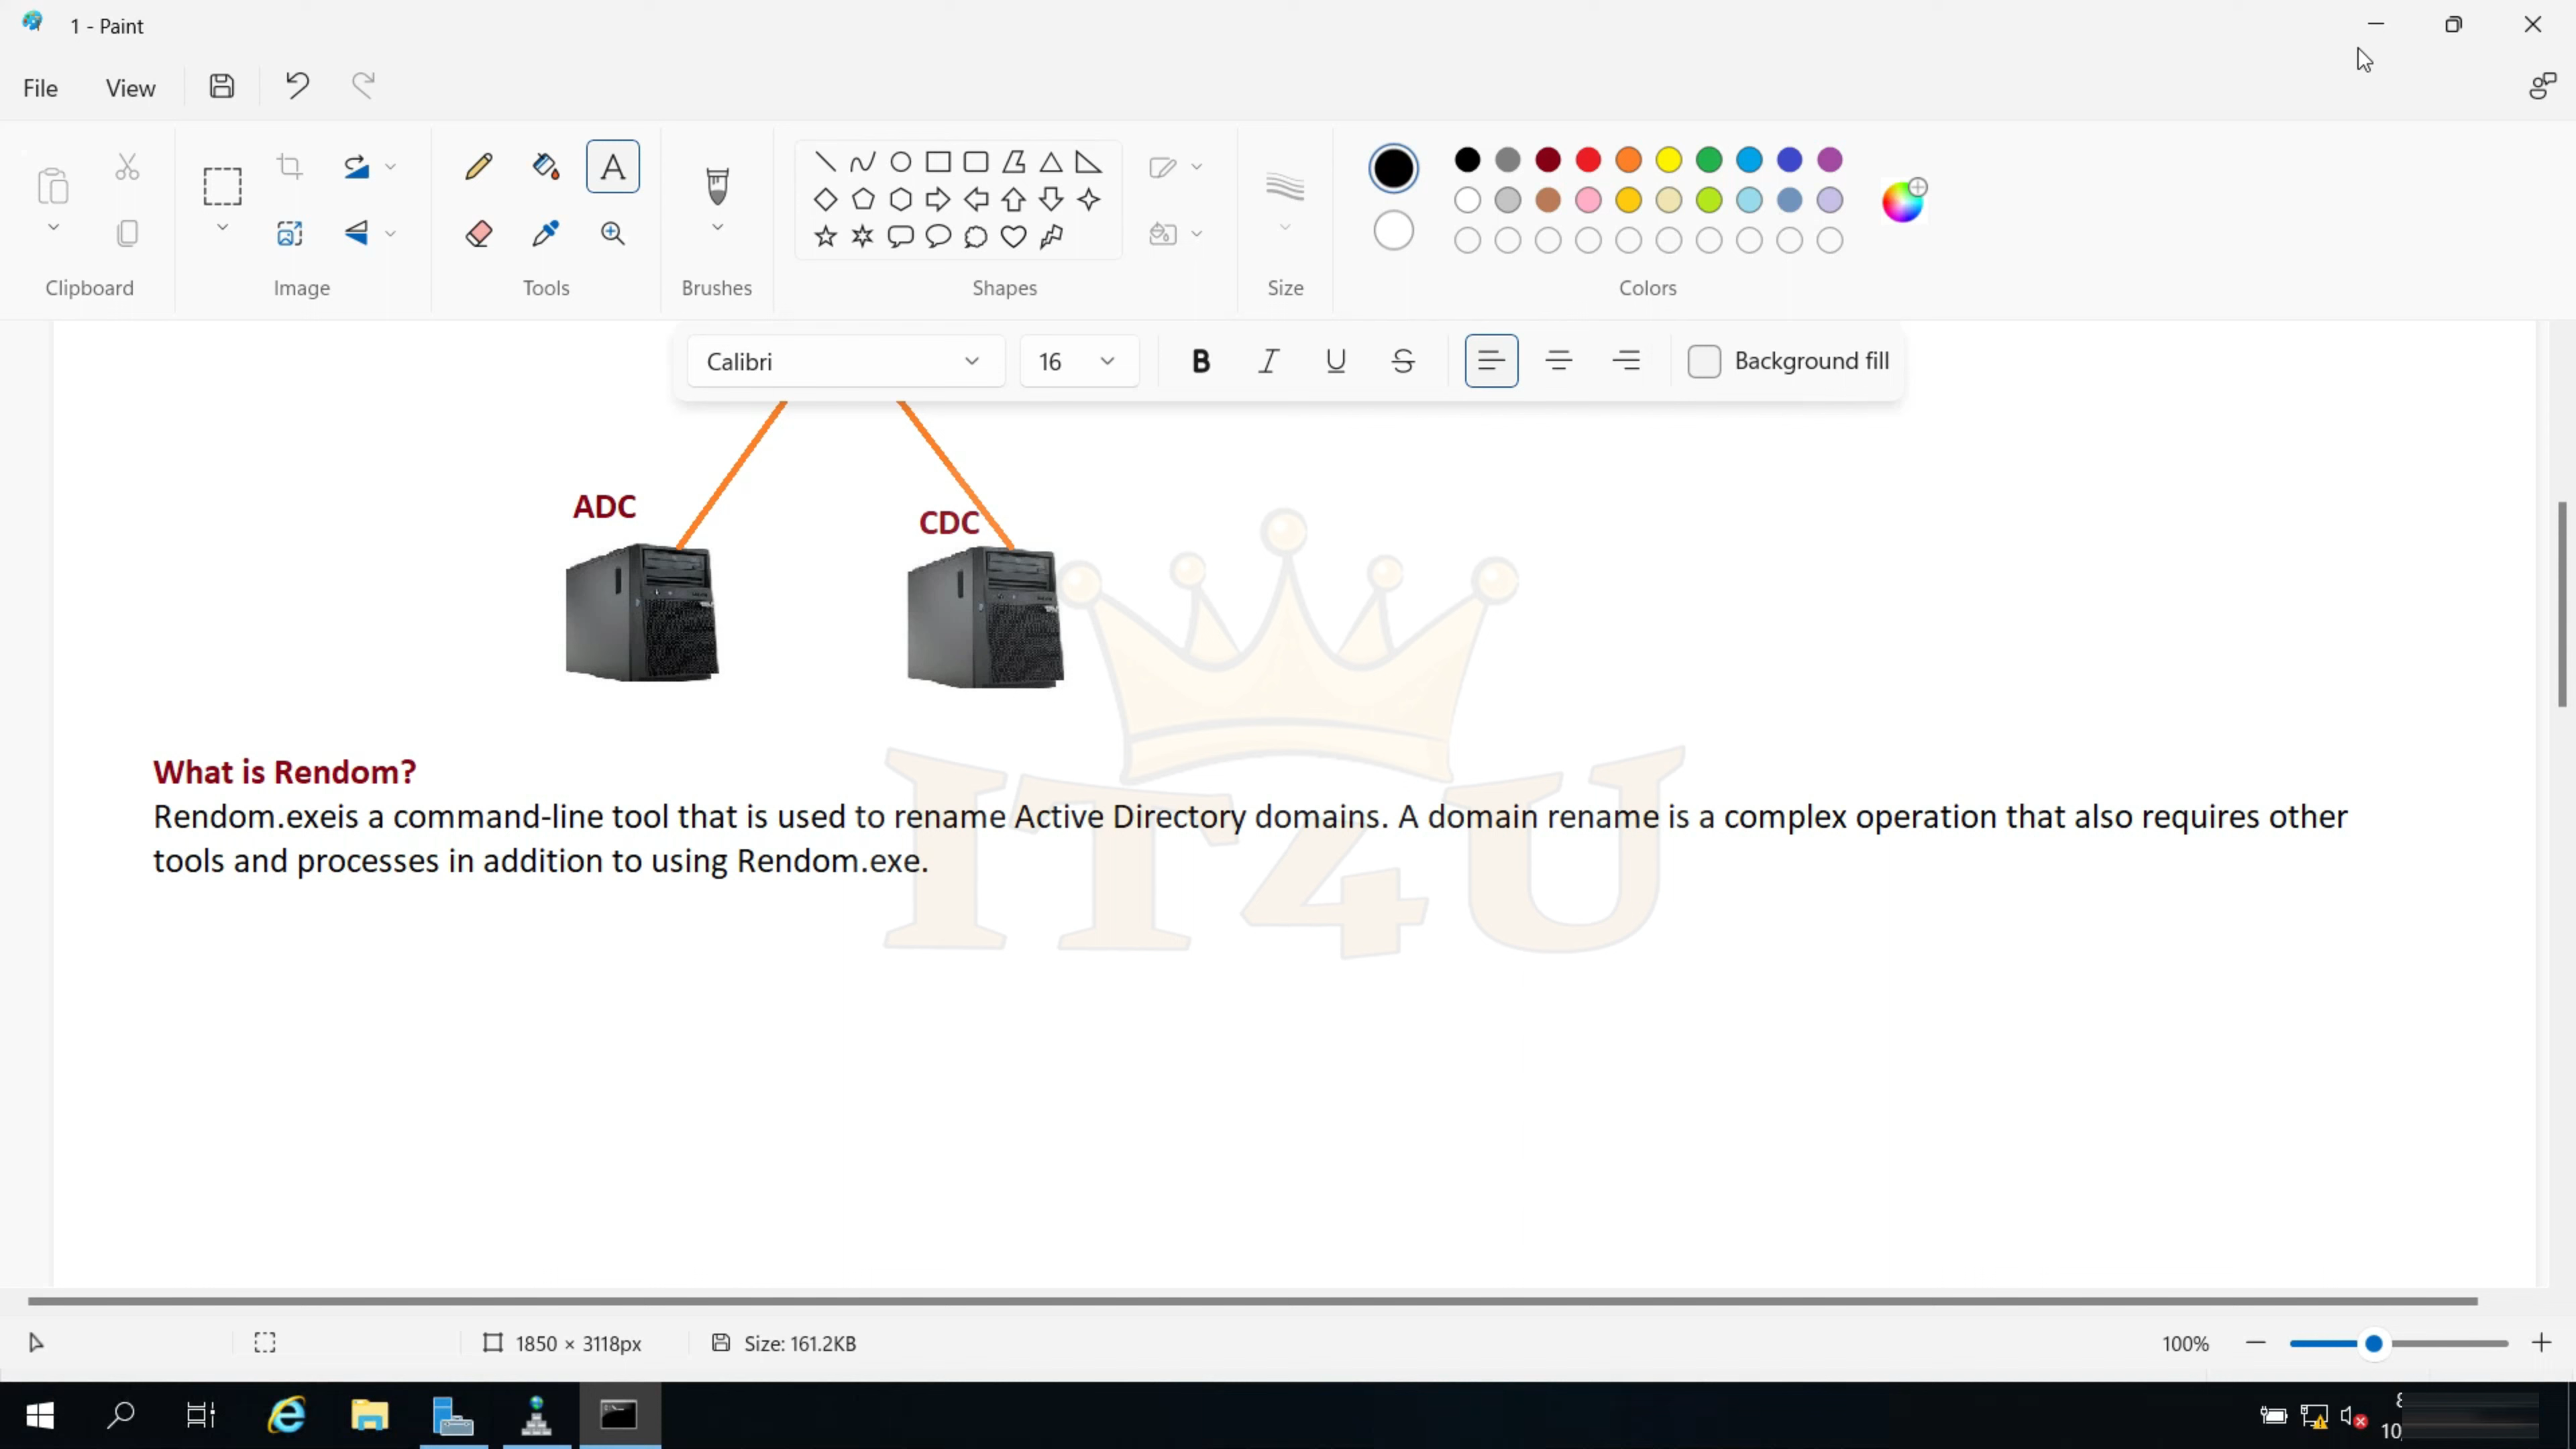 1 - Paint
File View
Clipboard Image Tools Brushes Shapes Size Colors
Calibri 16 B I U S Background fill
ADC
CDC
What is Rendom?
Rendom.exeis a command-line tool that is used to rename Active Directory domains. A domain rename is a complex operation that also requires other
tools and processes in addition to using Rendom.exe.
IT4U
1850 × 3118px Size: 161.2KB 100%